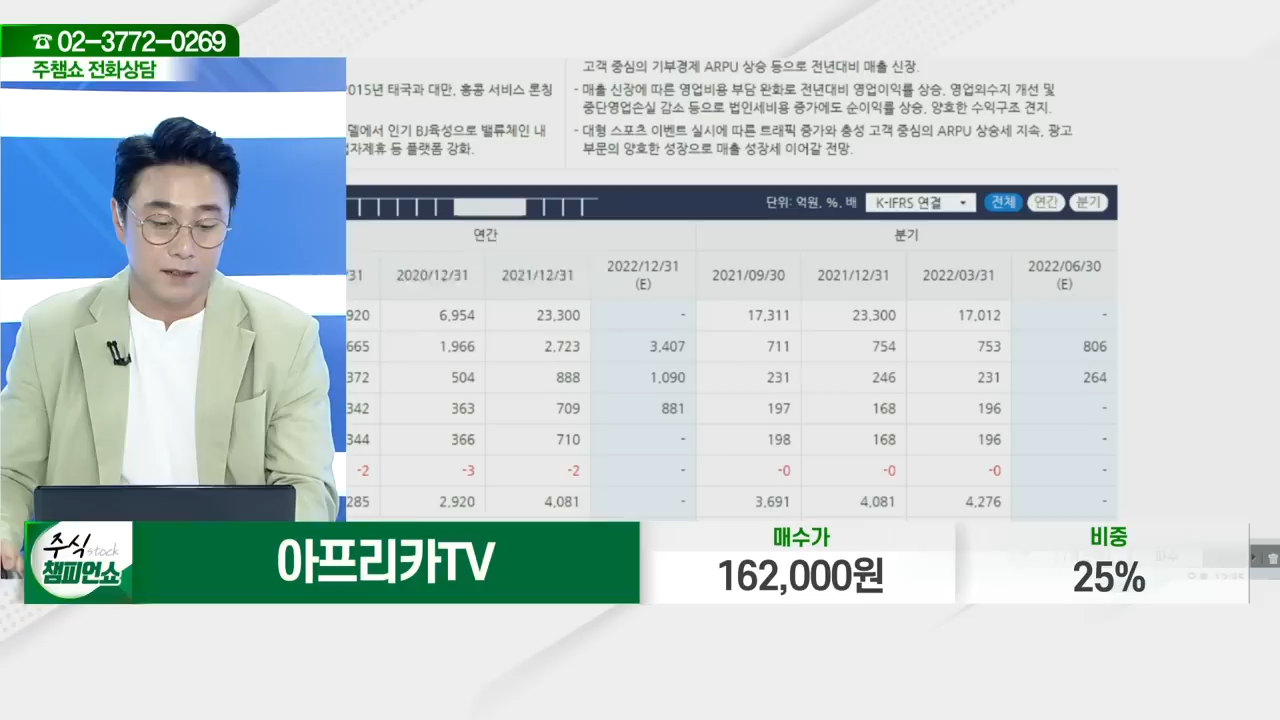 ☎ 02-3772-0269
주챔쇼 전화상담
고객 중심의 기부경제 ARPU 상승 등으로 전년대비 매출 신장.
015년 태국과 대만, 홍콩 서비스 론칭
- 매출 신장에 따른 영업비용 부담 완화로 전년대비 영업이익률 상승, 영업외수지 개선 및
중단영업손실 감소 등으로 법인세비용 증가에도 순이익률 상승, 양호한 수익구조 견지.
델에서 인기 BJ육성으로 밸류체인 내
자제휴 등 플랫폼 강화.
- 대형 스포츠 이벤트 실시에 따른 트래픽 증가와 충성 고객 중심의 ARPU 상승세 지속, 광고
부문의 양호한 성장으로 매출 성장세 이어갈 전망.
단위: 억원, %, 배 K-IFRS 연결 전체 연간 분기
연간 분기
31 2020/12/31 2021/12/31 2022/12/31 (E) 2021/09/30 2021/12/31 2022/03/31 2022/06/30 (E)
920 6,954 23,300 - 17,311 23,300 17,012 -
665 1,966 2,723 3,407 711 754 753 806
372 504 888 1,090 231 246 231 264
342 363 709 881 197 168 196 -
344 366 710 - 198 168 196 -
-2 -3 -2 - -0 -0 -0 -
285 2,920 4,081 - 3,691 4,081 4,276 -
주식 stock
챔피언쇼
아프리카TV
매수가
162,000원
비중
25%